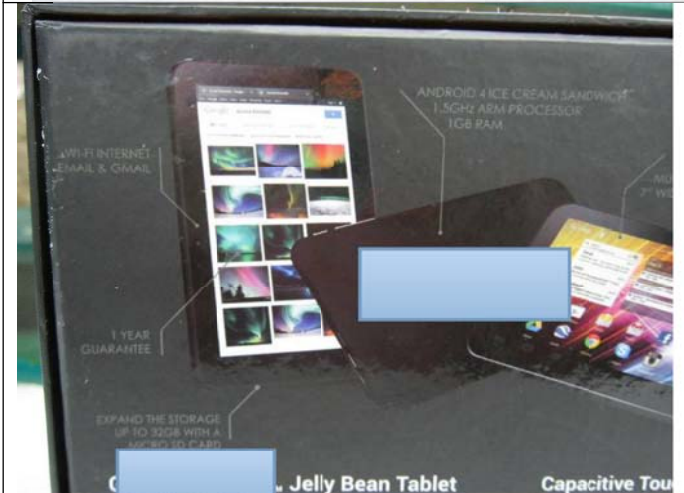 ANDROID 4 ICE CREAM SANDWICH
1.5GHz ARM PROCESSOR
1GB RAM
WI-FI INTERNET
EMAIL & GMAIL
7"
1 YEAR
GUARANTEE
EXPAND THE STORAGE
UP TO 32GB WITH A
MICRO SD CARD
Jelly Bean Tablet
Capacitive